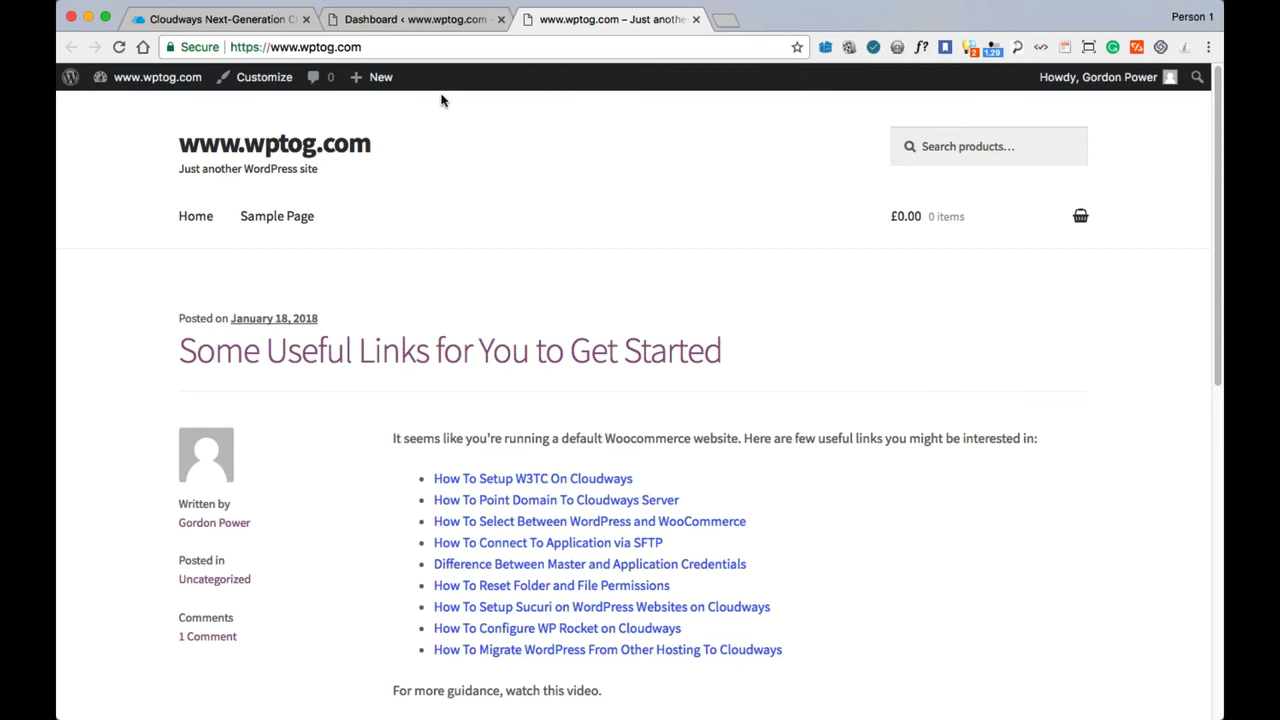 Cloudways Next-Generation C
Dashboard ‹ www.wptog.com -
www.wptog.com – Just anothe
Person 1
Secure https://www.wptog.com
f?
2
1.29
www.wptog.com Customize 0 New
Howdy, Gordon Power
www.wptog.com
Just another WordPress site
Search products…
Home Sample Page
£0.00 0 items
Posted on January 18, 2018
Some Useful Links for You to Get Started
Written by
Gordon Power
Posted in
Uncategorized
Comments
1 Comment
It seems like you’re running a default Woocommerce website. Here are few useful links you might be interested in:
• How To Setup W3TC On Cloudways
• How To Point Domain To Cloudways Server
• How To Select Between WordPress and WooCommerce
• How To Connect To Application via SFTP
• Difference Between Master and Application Credentials
• How To Reset Folder and File Permissions
• How To Setup Sucuri on WordPress Websites on Cloudways
• How To Configure WP Rocket on Cloudways
• How To Migrate WordPress From Other Hosting To Cloudways
For more guidance, watch this video.